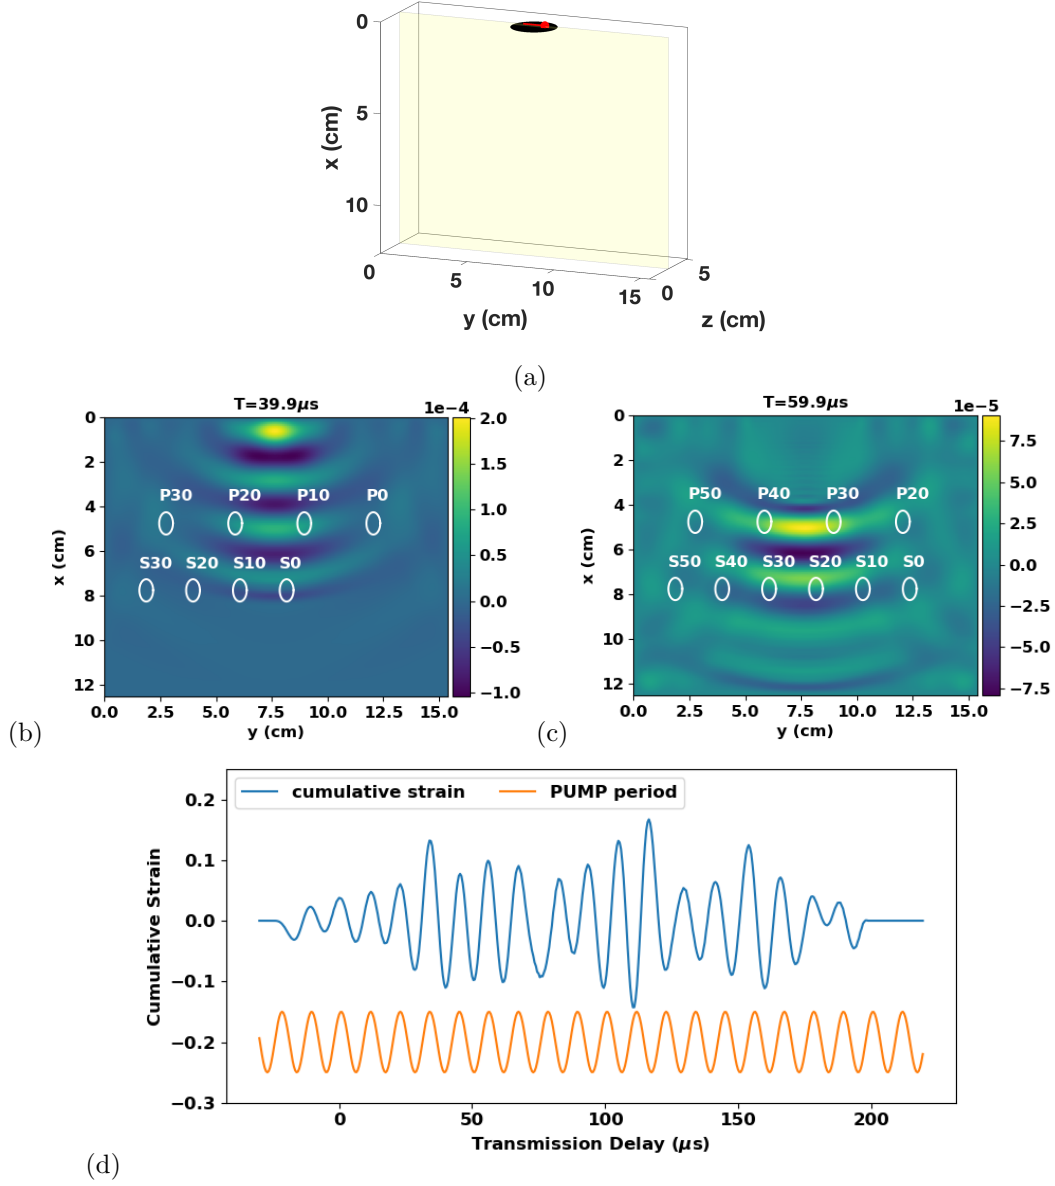 0
5
10
x (cm)
0
5
10
15
0
5
y (cm)
z (cm)
(a)
T=39.9μs
1e−4
0
2
4
6
8
10
12
x (cm)
P30 P20 P10 P0
S30 S20 S10 S0
2.0
1.5
1.0
0.5
0.0
−0.5
−1.0
0.0 2.5 5.0 7.5 10.0 12.5 15.0
y (cm)
(b)
T=59.9μs
1e−5
0
2
4
6
8
10
12
x (cm)
P50 P40 P30 P20
S50 S40 S30 S20 S10 S0
7.5
5.0
2.5
0.0
−2.5
−5.0
−7.5
0.0 2.5 5.0 7.5 10.0 12.5 15.0
y (cm)
(c)
cumulative strain PUMP period
0.2
0.1
0.0
−0.1
−0.2
−0.3
Cumulative Strain
0 50 100 150 200
Transmission Delay (μs)
(d)